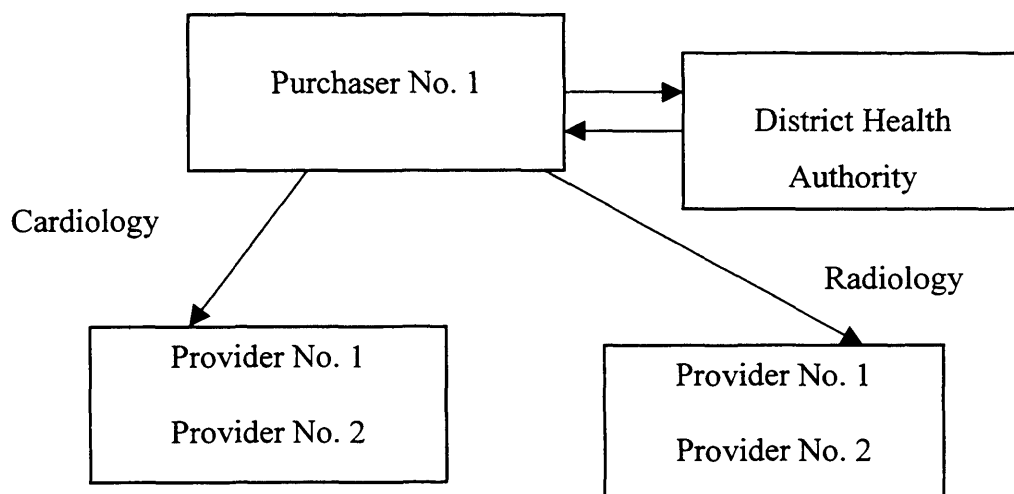 Purchaser No. 1
District Health
Authority
Cardiology
Radiology
Provider No. 1
Provider No. 2
Provider No. 1
Provider No. 2